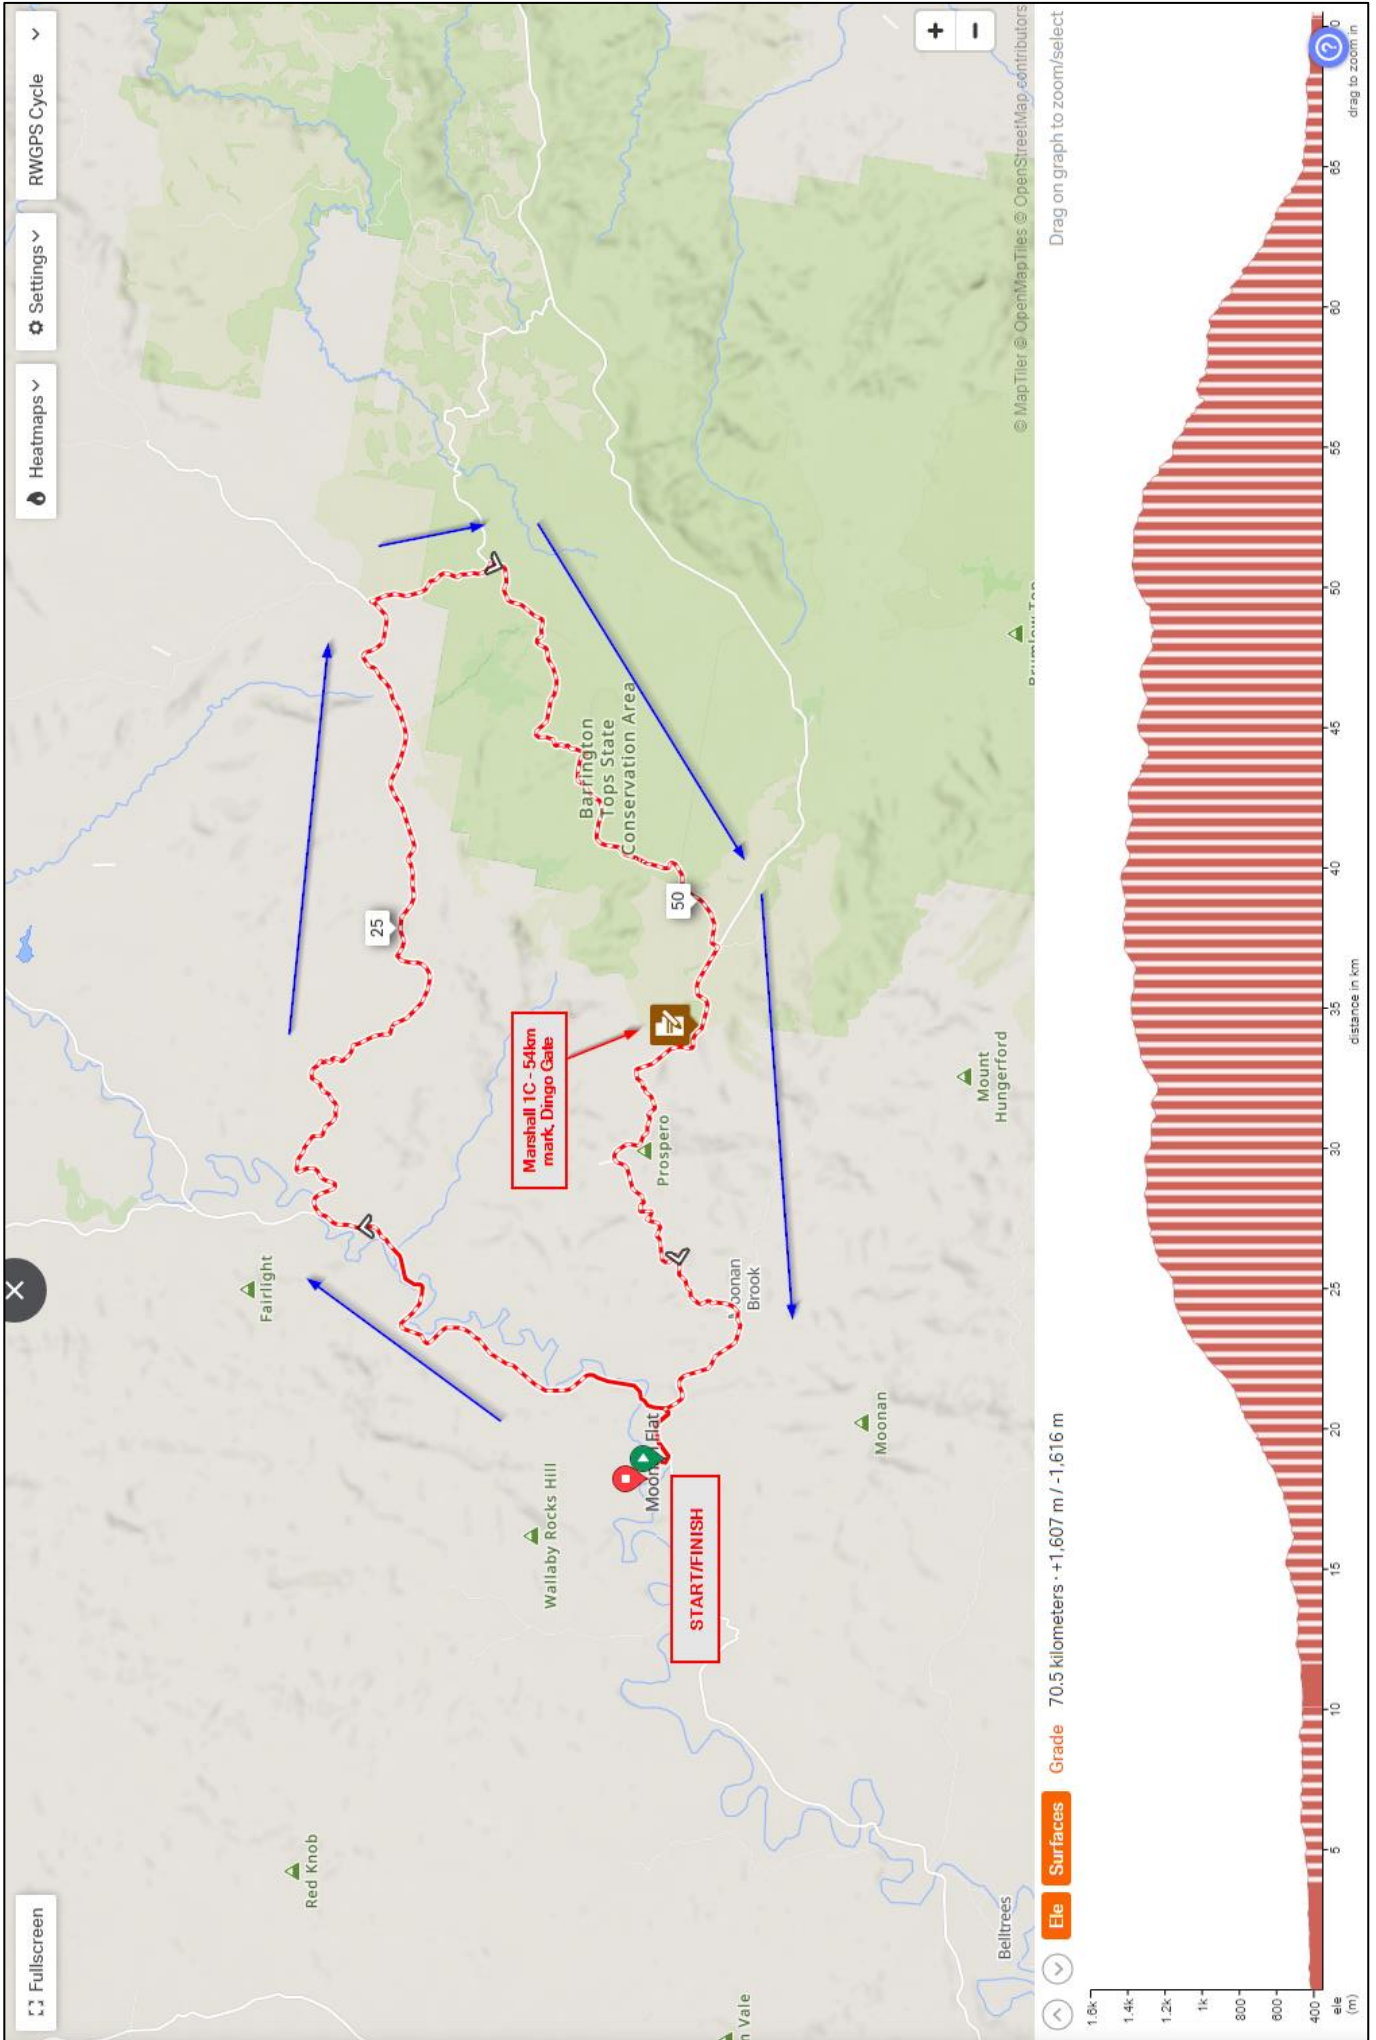 Fullscreen
Heatmaps
Settings
RWGPS Cycle
Red Knob
Fairlight
25
Wallaby Rocks Hill
Marshall 1C - 54km
mark, Dingo Gate
Barrington
Tops State
Conservation Area
50
Prospero
START/FINISH
Brook
Moonan
Mount
Hungerford
Belltrees
n Vale
+
−
© MapTiler © OpenMapTiles © OpenStreetMap contributors
Ele
Surfaces
Grade
70.5 kilometers · +1,607 m / -1,616 m
Drag on graph to zoom/select
1.6k
1.4k
1.2k
1k
800
600
400
ele
(m)
5
10
15
20
25
30
35
40
45
50
55
60
65
distance in km
drag to zoom in